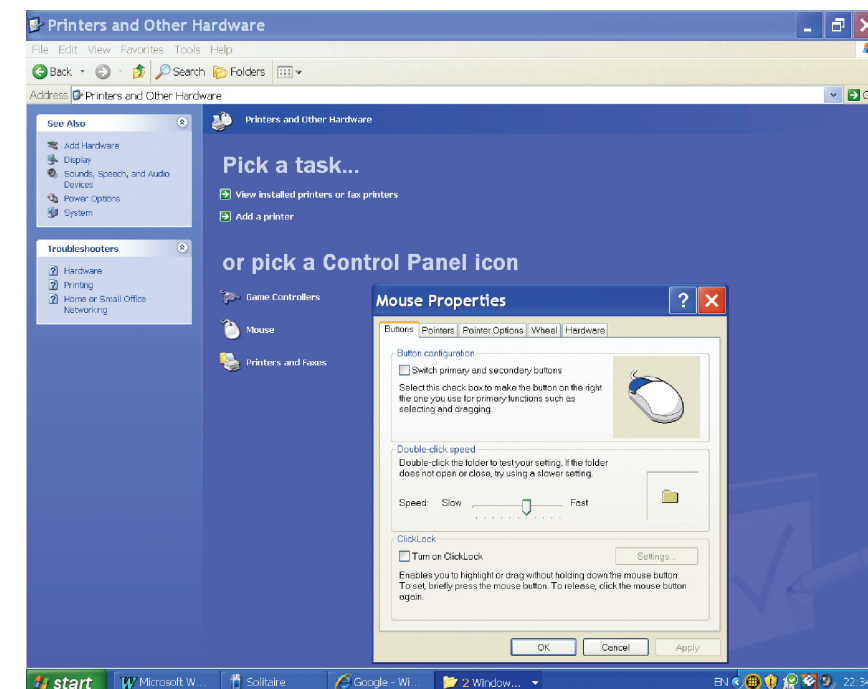 Printers and Other Hardware
File Edit View Favorites Tools Help
Back Search Folders
Address Printers and Other Hardware
See Also
Add Hardware
Display
Sounds, Speech, and Audio
Devices
Power Options
System
Troubleshooters
Hardware
Printing
Home or Small Office
Networking
Printers and Other Hardware
Pick a task...
View installed printers or fax printers
Add a printer
or pick a Control Panel icon
Game Controllers
Mouse
Printers and Faxes
Mouse Properties
Buttons Pointers Pointer Options Wheel Hardware
Button configuration
Switch primary and secondary buttons
Select this check box to make the button on the right
the one you use for primary functions such as
selecting and dragging.
Double-click speed
Double-click the folder to test your setting. If the folder
does not open or close, try using a slower setting.
Speed: Slow Fast
ClickLock
Turn on ClickLock Settings...
Enables you to highlight or drag without holding down the mouse button.
To set, briefly press the mouse button. To release, click the mouse button
again.
OK Cancel Apply
start Microsoft W... Solitaire Google - Wi... 2 Window... EN